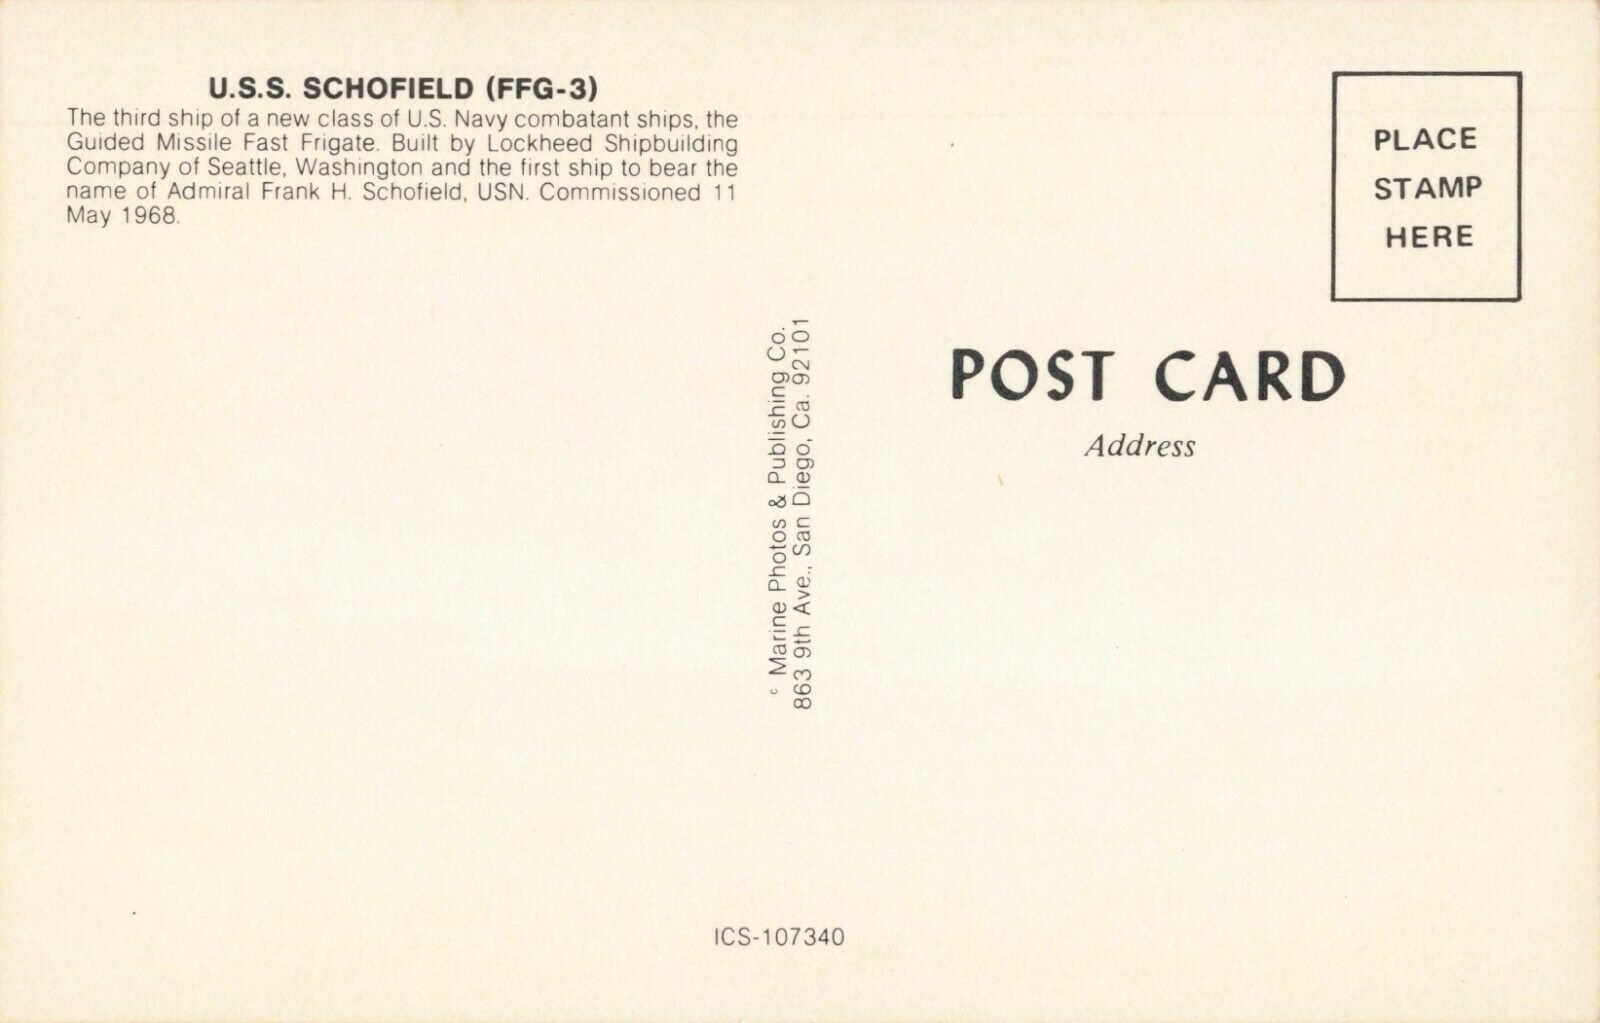 U.S.S. SCHOFIELD (FFG-3)
The third ship of a new class of U.S. Navy combatant ships, the
Guided Missile Fast Frigate. Built by Lockheed Shipbuilding
Company of Seattle, Washington and the first ship to bear the
name of Admiral Frank H. Schofield, USN. Commissioned 11
May 1968.
PLACE
STAMP
HERE
POST CARD
Address
c Marine Photos & Publishing Co.
863 9th Ave., San Diego, Ca. 92101
ICS-107340